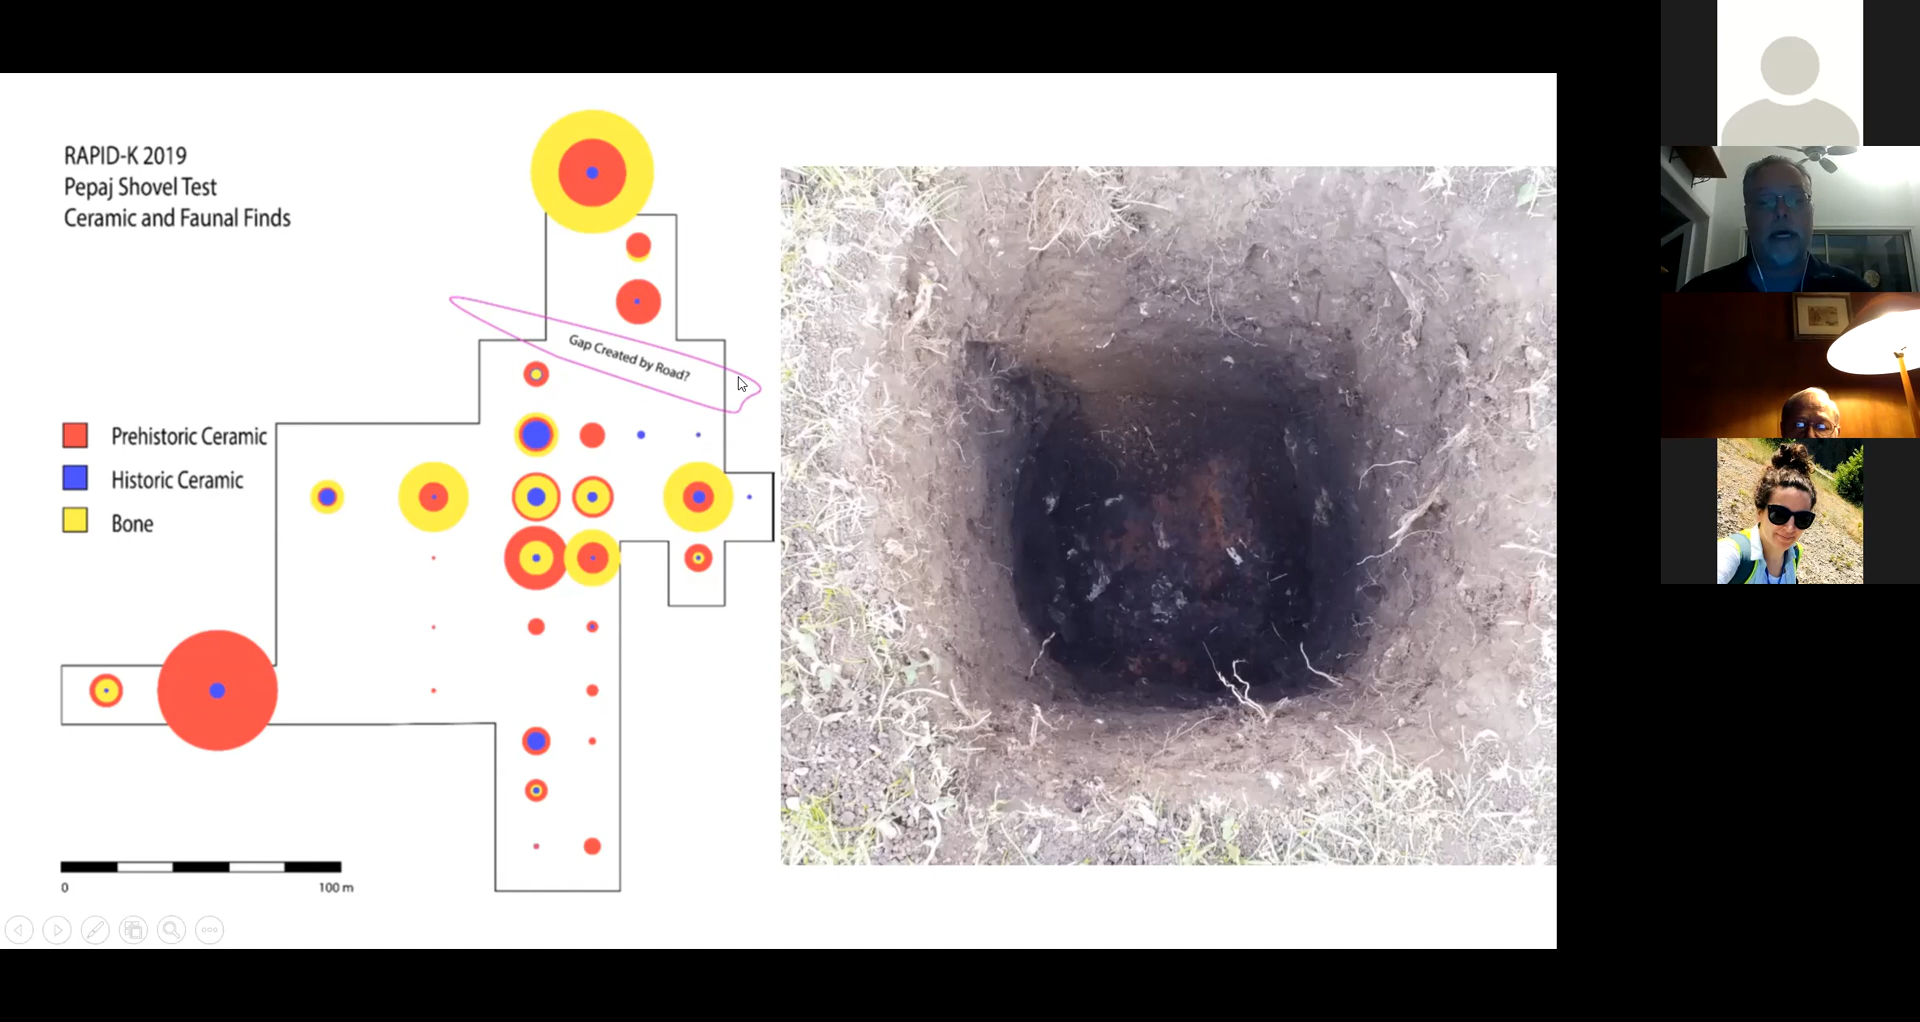 RAPID-K 2019
Pepaj Shovel Test
Ceramic and Faunal Finds
Gap Created by Road?
Prehistoric Ceramic
Historic Ceramic
Bone
0
100 m